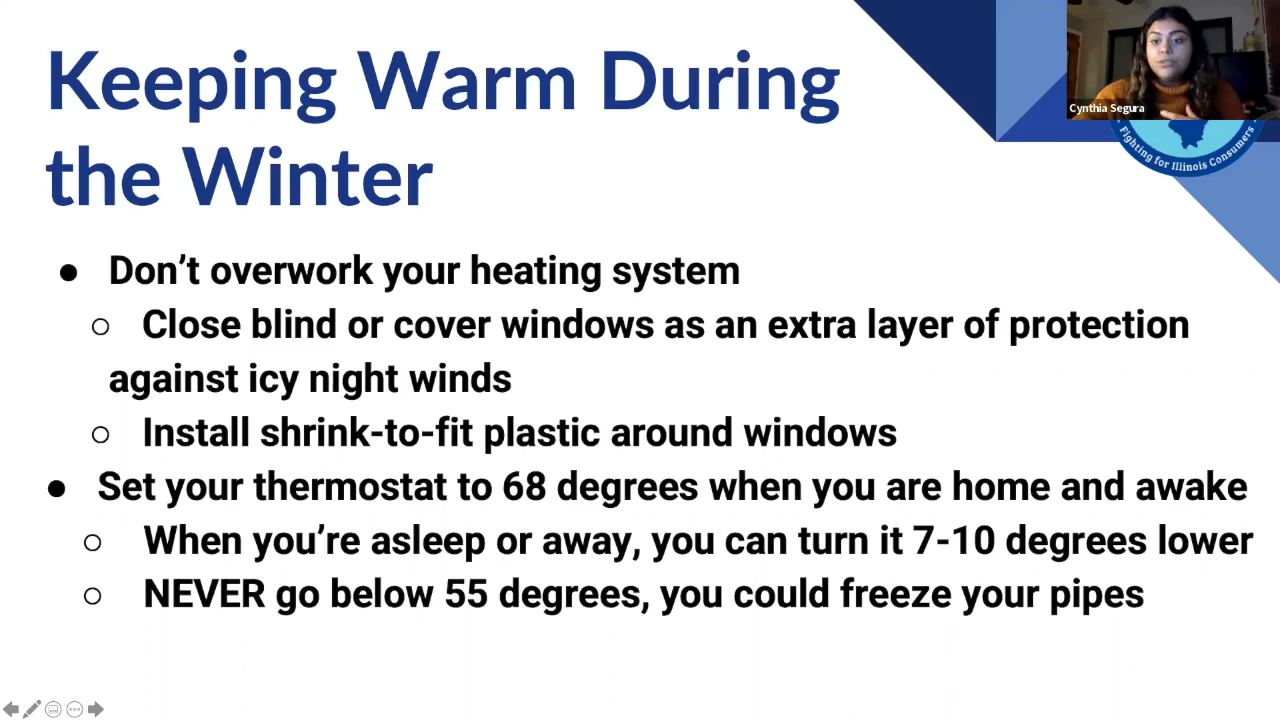 Keeping Warm During
the Winter
Cynthia Segura
Fighting for Illinois Consumers
● Don’t overwork your heating system
○ Close blind or cover windows as an extra layer of protection
against icy night winds
○ Install shrink-to-fit plastic around windows
● Set your thermostat to 68 degrees when you are home and awake
○ When you’re asleep or away, you can turn it 7-10 degrees lower
○ NEVER go below 55 degrees, you could freeze your pipes